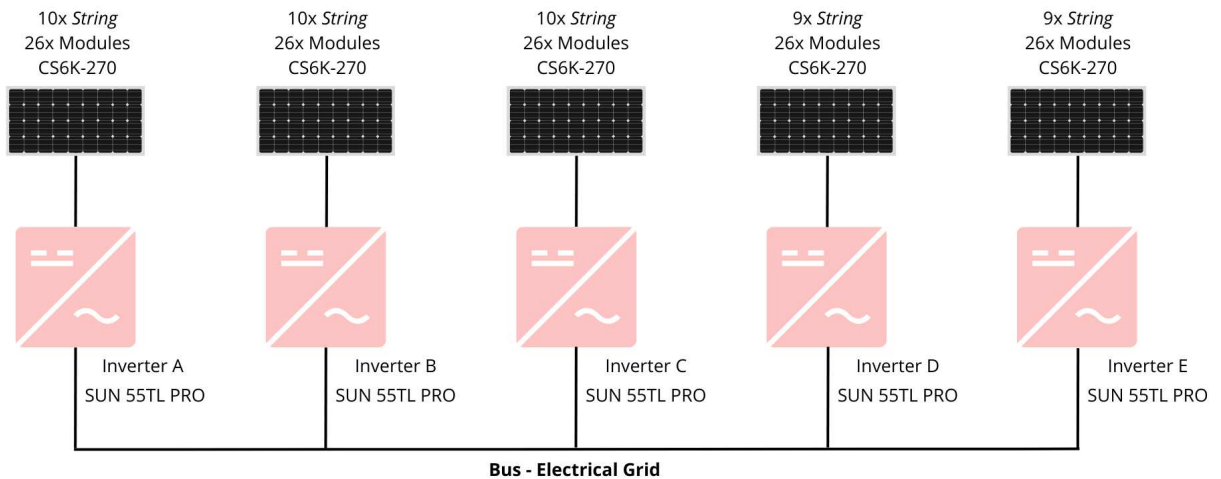 10x String
26x Modules
CS6K-270
10x String
26x Modules
CS6K-270
10x String
26x Modules
CS6K-270
9x String
26x Modules
CS6K-270
9x String
26x Modules
CS6K-270
Inverter A
SUN 55TL PRO
Inverter B
SUN 55TL PRO
Inverter C
SUN 55TL PRO
Inverter D
SUN 55TL PRO
Inverter E
SUN 55TL PRO
Bus - Electrical Grid